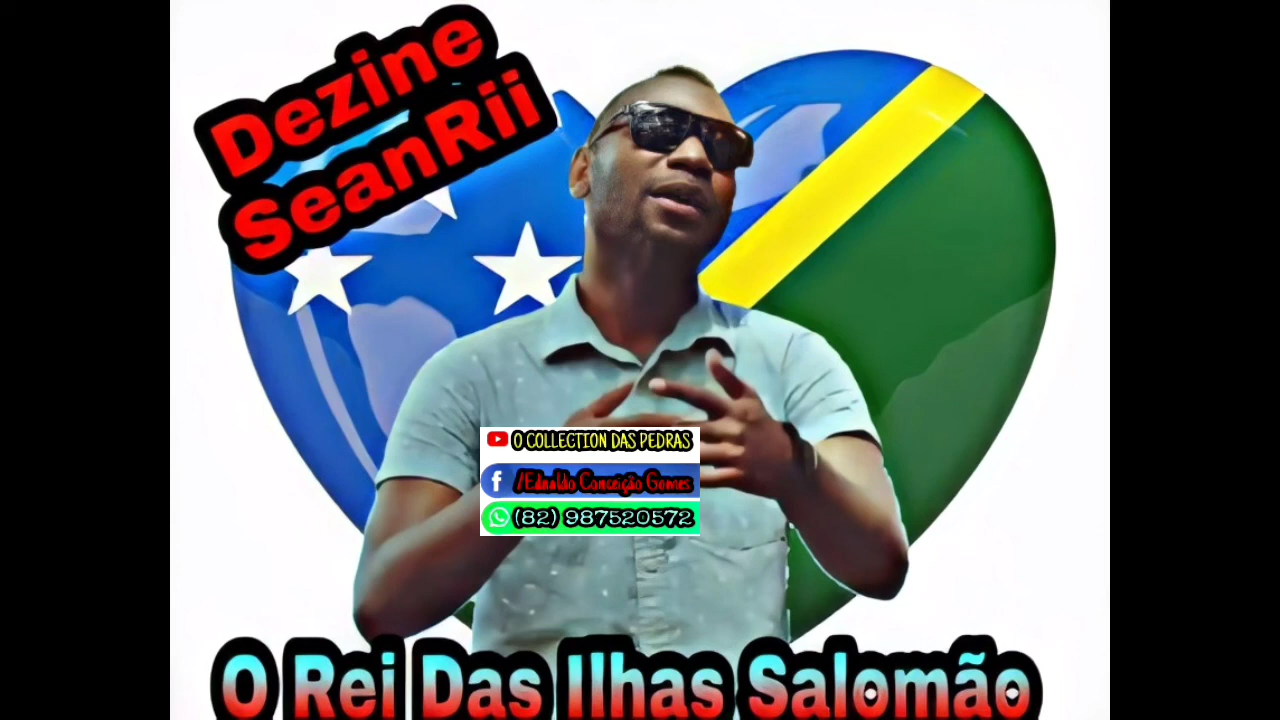 Dezine
SeanRii
O COLLECTION DAS PEDRAS
/Ednaldo Conceição Gomes
(82) 987520572
O Rei Das Ilhas Salomão